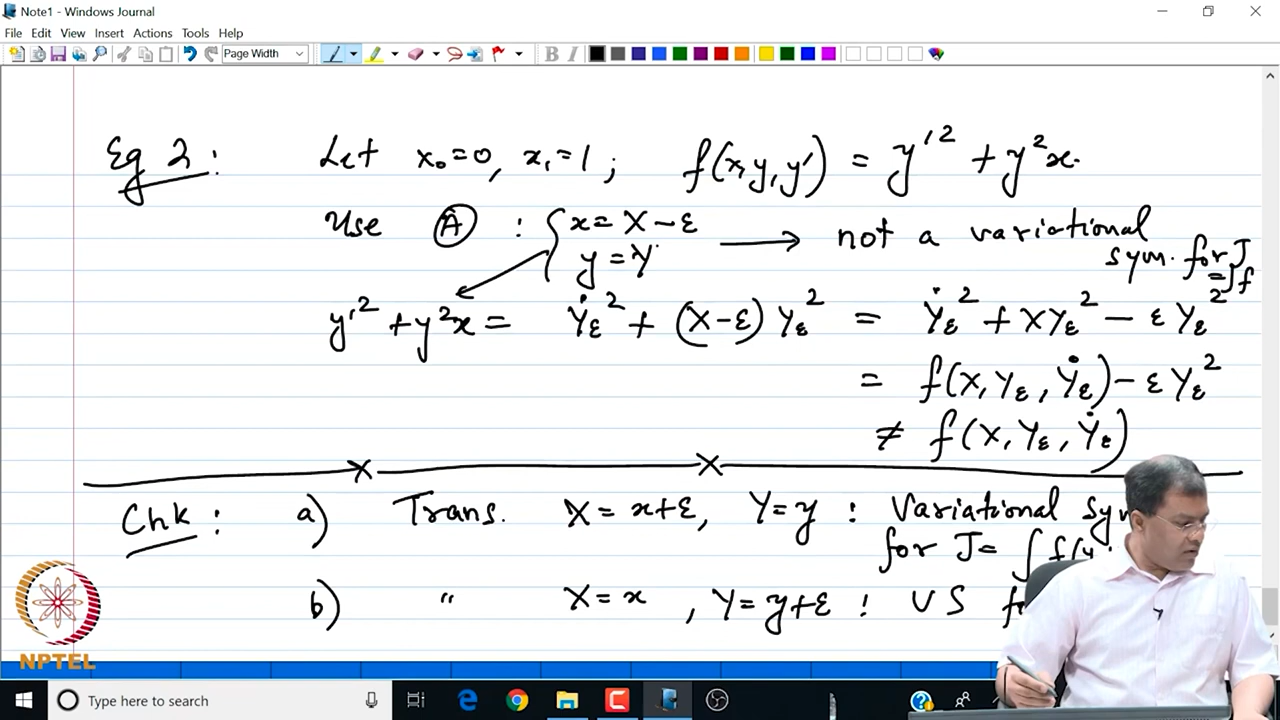 Note1 - Windows Journal
File Edit View Insert Actions Tools Help
Page Width
B I
Eg 2: Let x₀=0, x₁=1; f(x,y,y') = y'² + y²x.
Use Ⓐ : { x = X-ε
y = Y
→ not a variational
sym. for J
= ∫f
y'² + y²x = Ẏε² + (X-ε) Yε² = Ẏε² + XYε² - εYε²
= f(X, Yε, Ẏε) - εYε²
≠ f(X, Yε, Ẏε)
Chk: a) Trans. X = x+ε, Y=y : Variational
for J= ∫
b) " X = x , Y = y+ε : VS
NPTEL
Type here to search